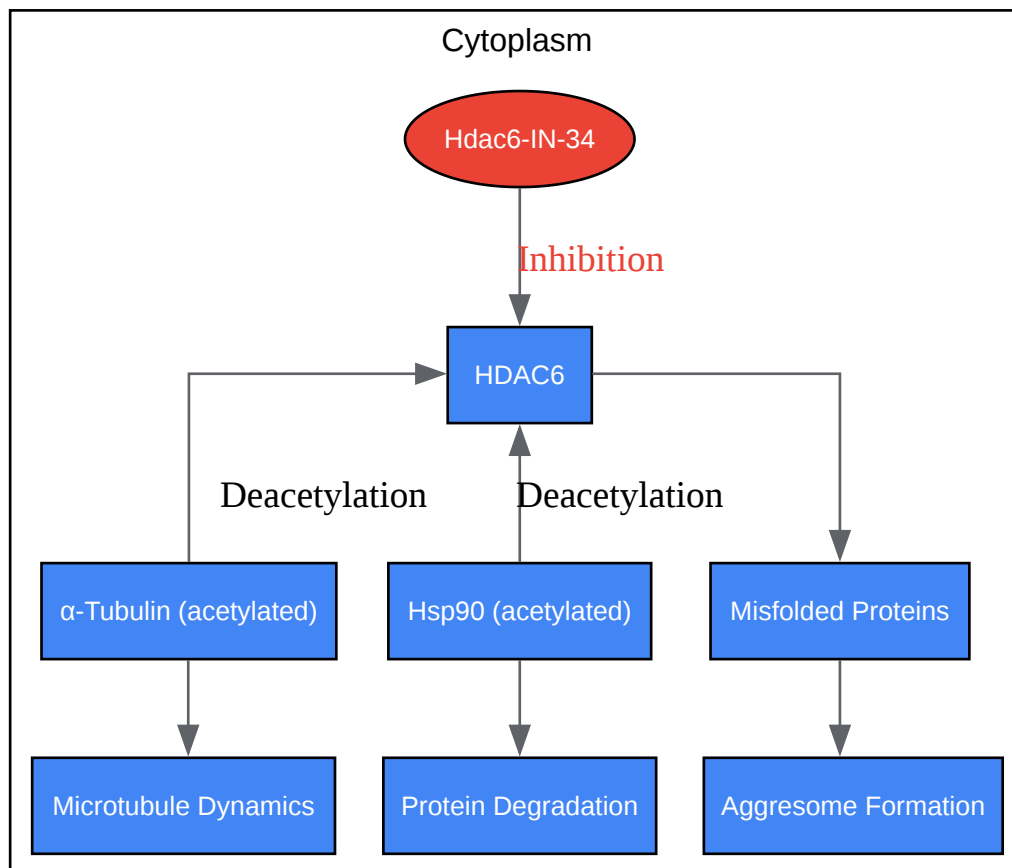 Cytoplasm
Hdac6-IN-34
Inhibition
HDAC6
Deacetylation
Deacetylation
α-Tubulin (acetylated)
Hsp90 (acetylated)
Misfolded Proteins
Microtubule Dynamics
Protein Degradation
Aggresome Formation